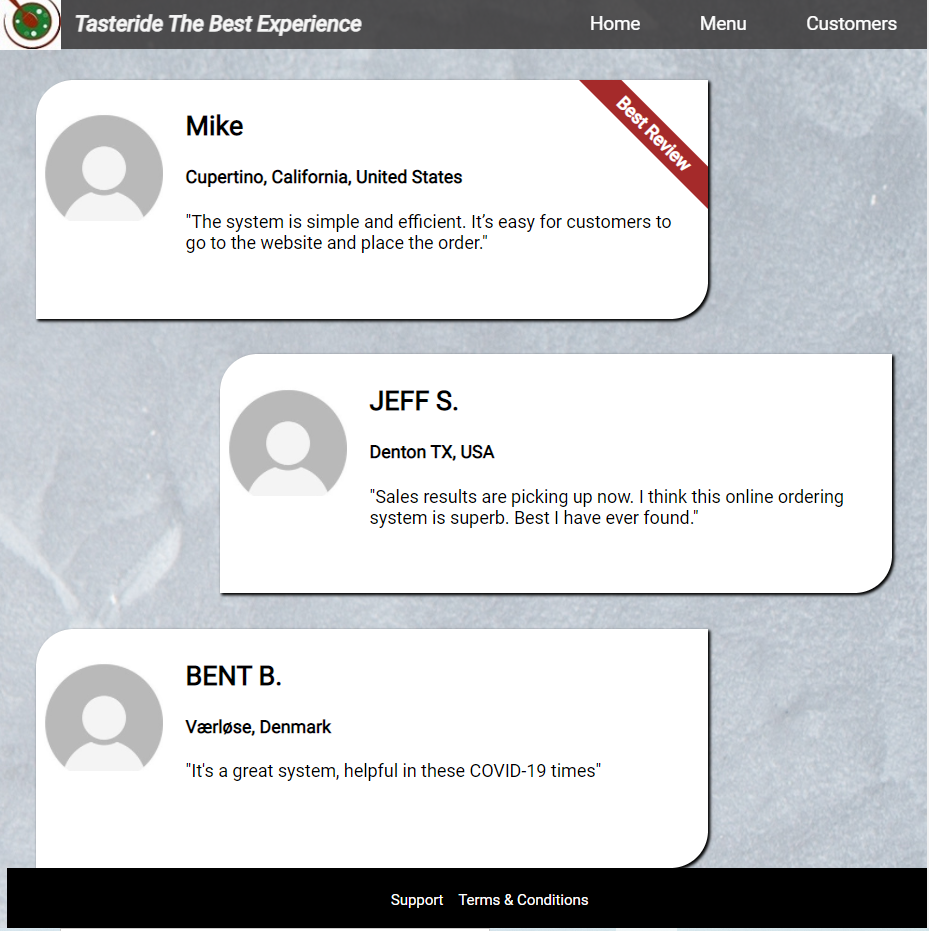 Tasteride The Best Experience Home Menu Customers
Best Review
Mike
Cupertino, California, United States
"The system is simple and efficient. It’s easy for customers to
go to the website and place the order."
JEFF S.
Denton TX, USA
"Sales results are picking up now. I think this online ordering
system is superb. Best I have ever found."
BENT B.
Værløse, Denmark
"It's a great system, helpful in these COVID-19 times"
Support Terms & Conditions